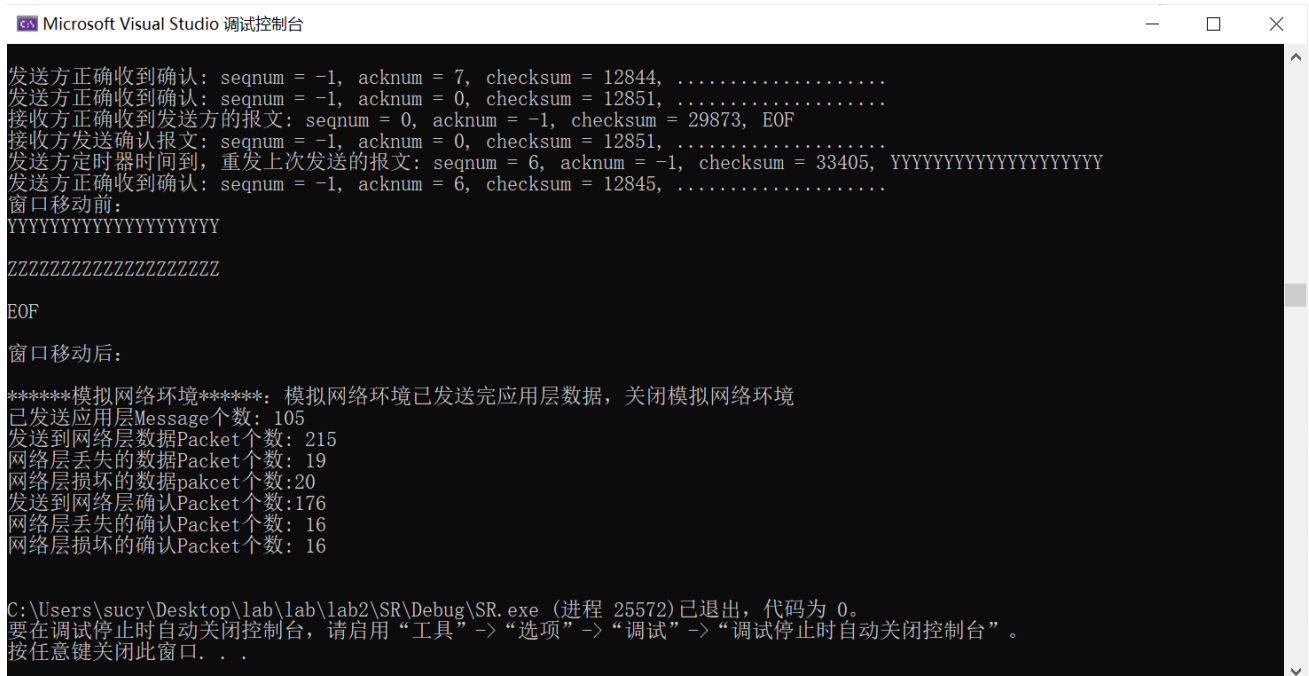 Microsoft Visual Studio 调试控制台
发送方正确收到确认: seqnum = -1, acknum = 7, checksum = 12844, ....................
发送方正确收到确认: seqnum = -1, acknum = 0, checksum = 12851, ....................
接收方正确收到发送方的报文: seqnum = 0, acknum = -1, checksum = 29873, EOF
接收方发送确认报文: seqnum = -1, acknum = 0, checksum = 12851, ....................
发送方定时器时间到，重发上次发送的报文: seqnum = 6, acknum = -1, checksum = 33405, YYYYYYYYYYYYYYYYYYYY
发送方正确收到确认: seqnum = -1, acknum = 6, checksum = 12845, ....................
窗口移动前:
YYYYYYYYYYYYYYYYYYYY
ZZZZZZZZZZZZZZZZZZZZ
EOF
窗口移动后:
******模拟网络环境******: 模拟网络环境已发送完应用层数据，关闭模拟网络环境
已发送应用层Message个数: 105
发送到网络层数据Packet个数: 215
网络层丢失的数据Packet个数: 19
网络层损坏的数据pakcet个数:20
发送到网络层确认Packet个数:176
网络层丢失的确认Packet个数: 16
网络层损坏的确认Packet个数: 16
C:\Users\sucy\Desktop\lab\lab\lab2\SR\Debug\SR.exe (进程 25572)已退出，代码为 0。
要在调试停止时自动关闭控制台，请启用“工具”->“选项”->“调试”->“调试停止时自动关闭控制台”。
按任意键关闭此窗口. . .